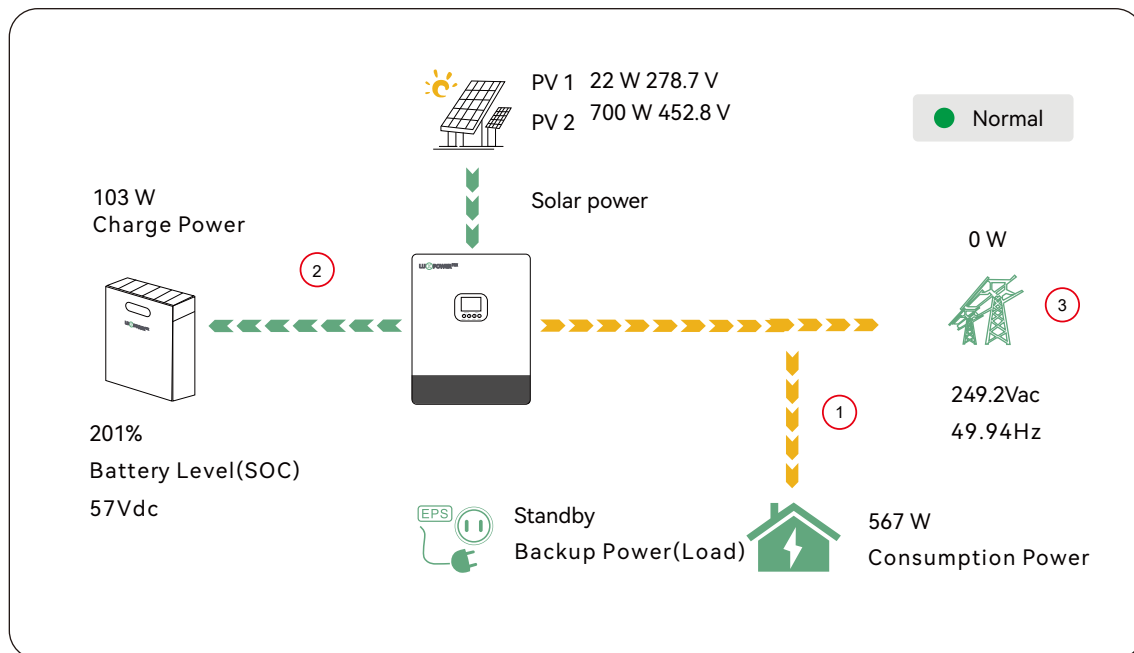 PV 1 22 W 278.7 V
PV 2 700 W 452.8 V
Normal
103 W
Charge Power
Solar power
0 W
2
3
201%
Battery Level(SOC)
57Vdc
1
249.2Vac
49.94Hz
EPS
Standby
Backup Power(Load)
567 W
Consumption Power